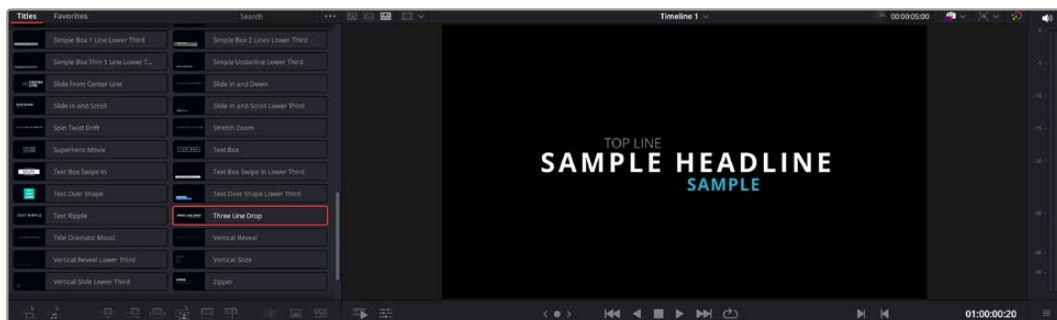 Titles Favorites Search Timeline 1 00:00:05:00
Simple Box 1 Line Lower Third Simple Box 2 Lines Lower Third
Simple Box Thin 1 Line Lower T... Simple Underline Lower Third
Slide From Center Line Slide In and Down
Slide In and Scroll Slide In and Scroll Lower Third
Spin Twist Drift Stretch Zoom
Superhero Movie Text Box
Text Box Swipe In Text Box Swipe In Lower Third
Text Over Shape Text Over Shape Lower Third
Text Ripple Three Line Drop
Title Dramatic Mood Vertical Reveal
Vertical Reveal Lower Third Vertical Slide
Vertical Slide Lower Third Zipper
TOP LINE
SAMPLE HEADLINE
SAMPLE
01:00:00:20